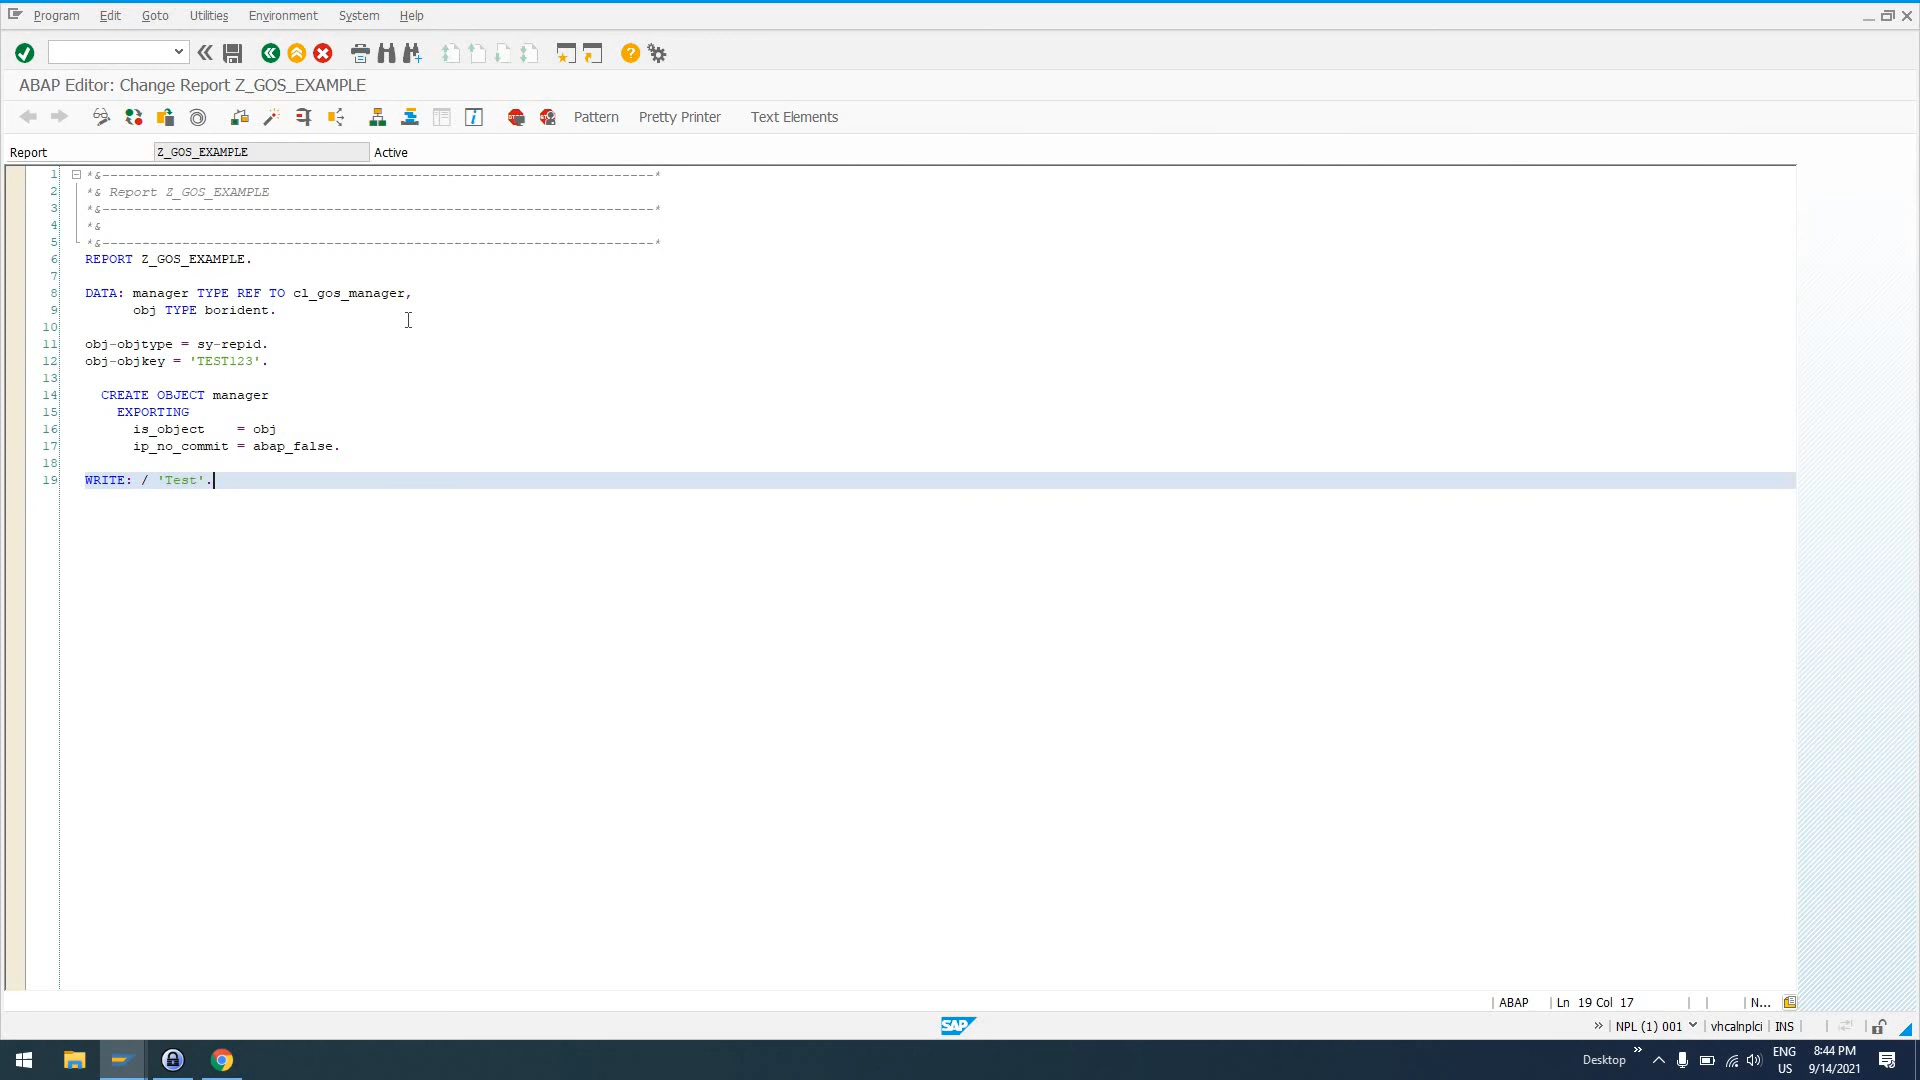 Program Edit Goto Utilities Environment System Help
ABAP Editor: Change Report Z_GOS_EXAMPLE
Pattern Pretty Printer Text Elements
Report Z_GOS_EXAMPLE Active
1 *&---------------------------------------------------------------------*
2 *& Report Z_GOS_EXAMPLE
3 *&---------------------------------------------------------------------*
4 *&
5 *&---------------------------------------------------------------------*
6 REPORT Z_GOS_EXAMPLE.
7
8 DATA: manager TYPE REF TO cl_gos_manager,
9 obj TYPE borident.
10
11 obj-objtype = sy-repid.
12 obj-objkey = 'TEST123'.
13
14 CREATE OBJECT manager
15 EXPORTING
16 is_object = obj
17 ip_no_commit = abap_false.
18
19 WRITE: / 'Test'.
ABAP Ln 19 Col 17 N...
SAP » NPL (1) 001 vhcalnplci INS
Desktop » ENG US 8:44 PM 9/14/2021